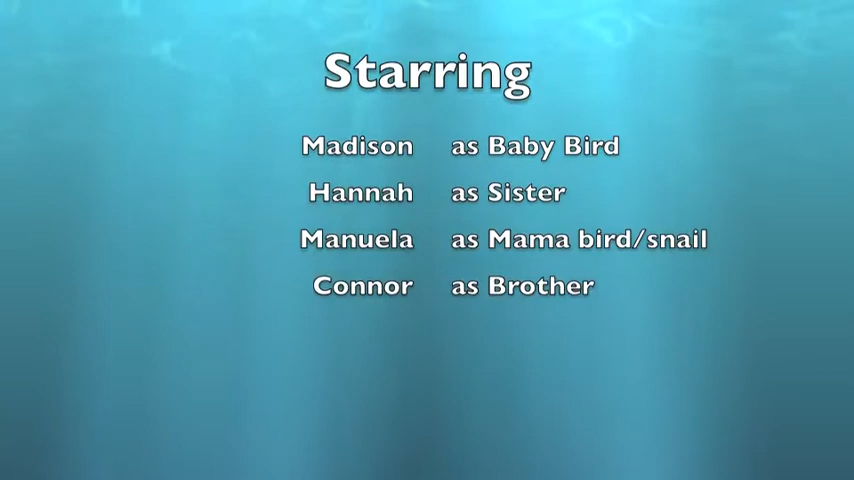 Starring
Madison as Baby Bird
Hannah as Sister
Manuela as Mama bird/snail
Connor as Brother